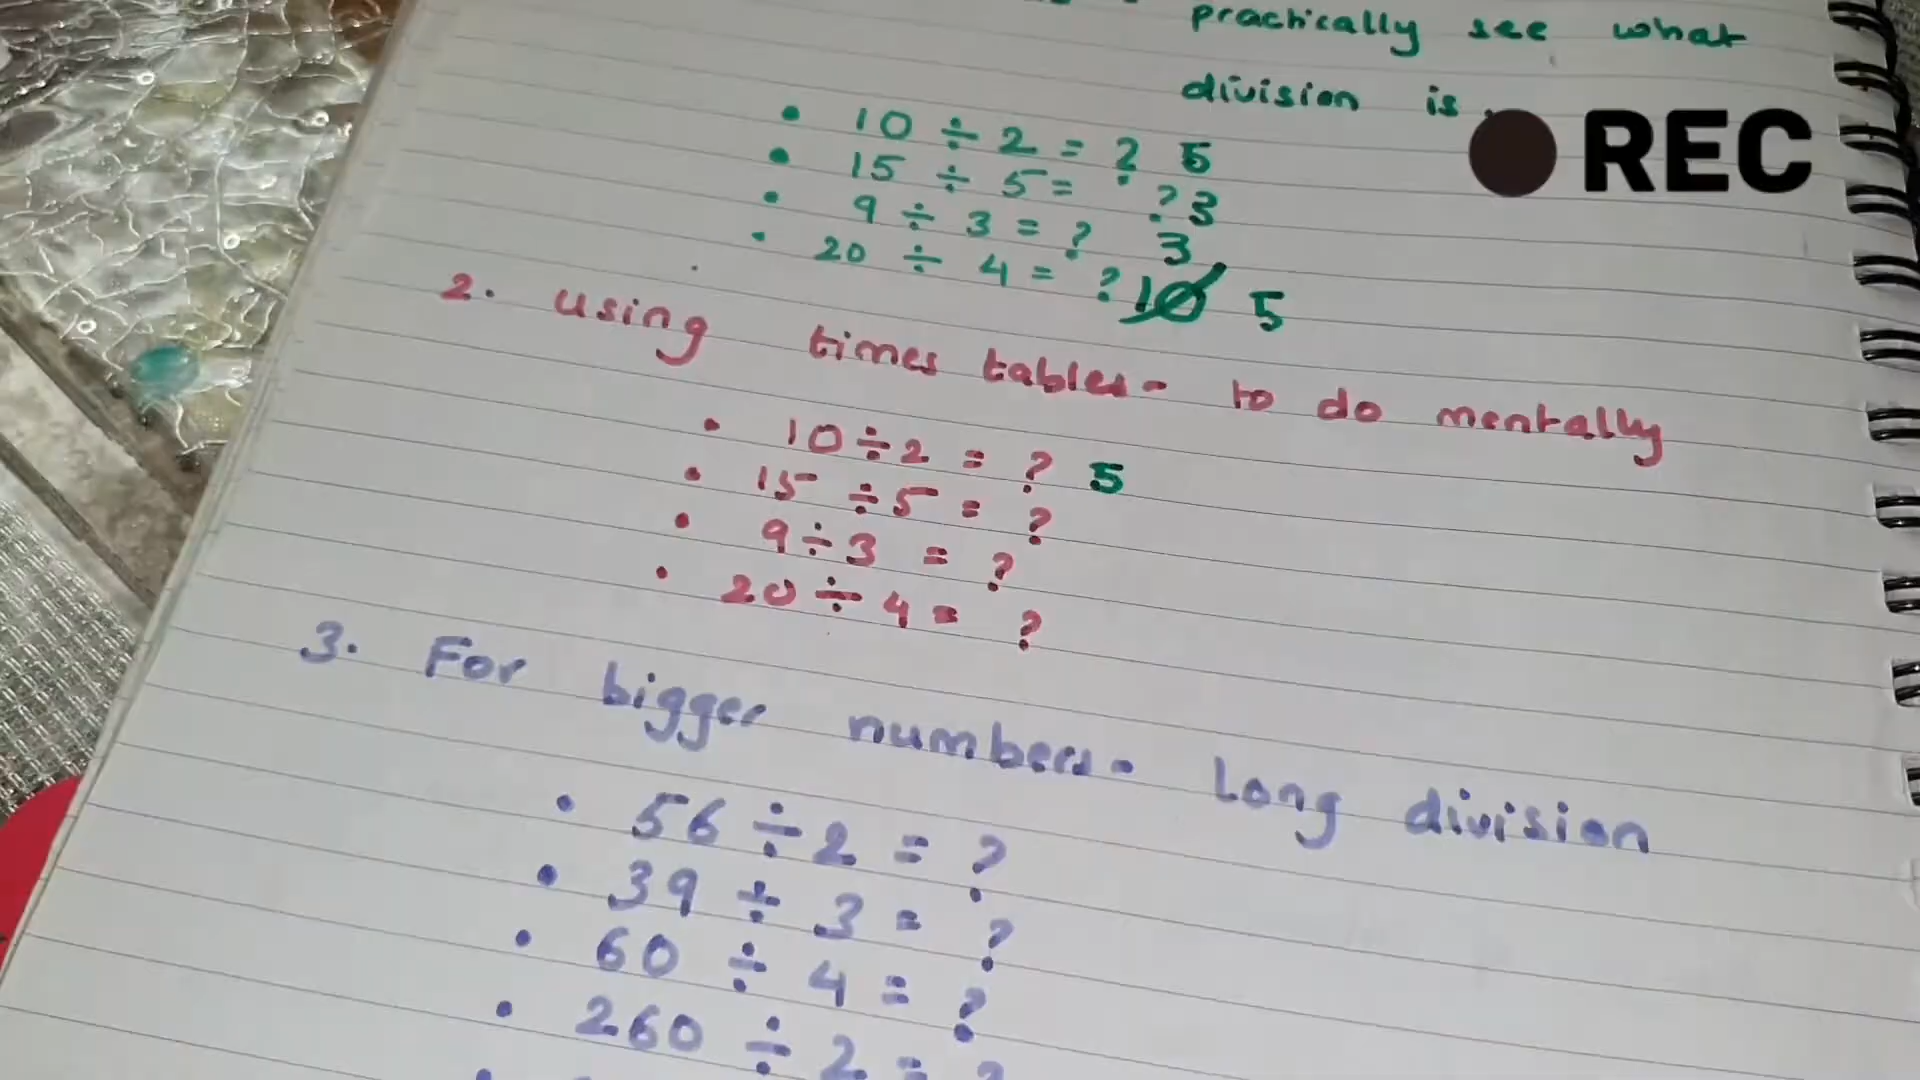 practically see what
division is.
REC
• 10 ÷ 2 = ? 5
• 15 ÷ 5 = ? 3
• 9 ÷ 3 = ? 3
• 20 ÷ 4 = ? 10 5
2. using times tables - to do mentally
• 10 ÷ 2 = ? 5
• 15 ÷ 5 = ?
• 9 ÷ 3 = ?
• 20 ÷ 4 = ?
3. For bigger numbers - Long division
• 56 ÷ 2 = ?
• 39 ÷ 3 = ?
• 60 ÷ 4 = ?
• 260 ÷ 2 = ?